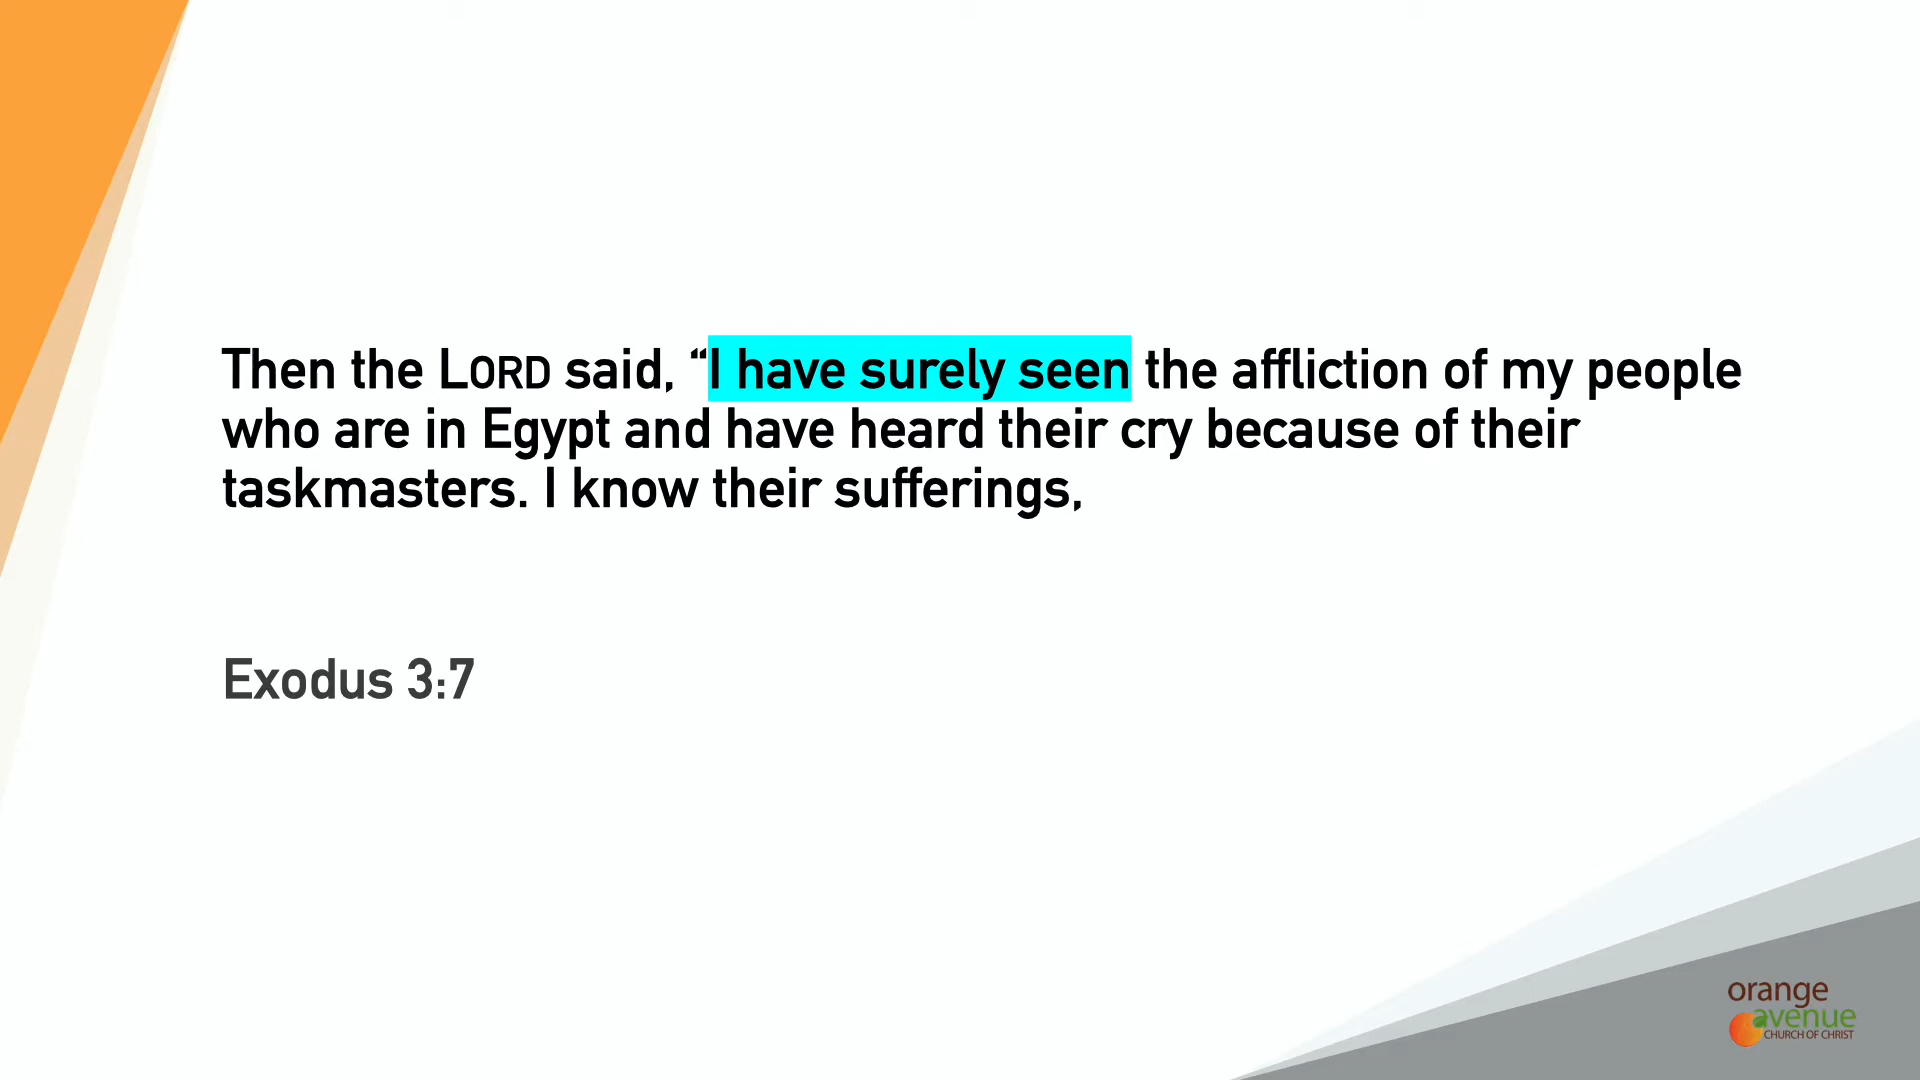 Then the LORD said, “I have surely seen the affliction of my people
who are in Egypt and have heard their cry because of their
taskmasters. I know their sufferings,
Exodus 3:7
orange
avenue
CHURCH OF CHRIST